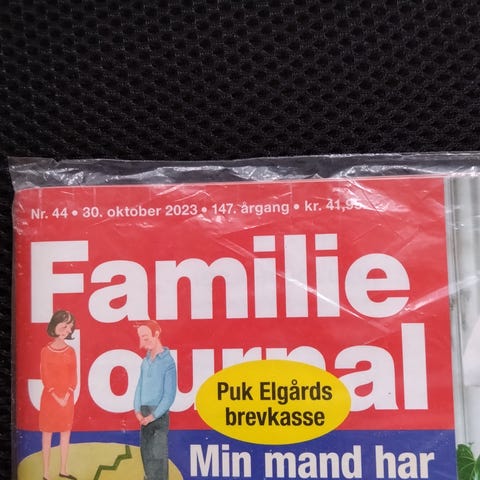 Nr. 44 • 30. oktober 2023 • 147. årgang • kr. 41,95
Familie
Journal
Puk Elgårds
brevkasse
Min mand har